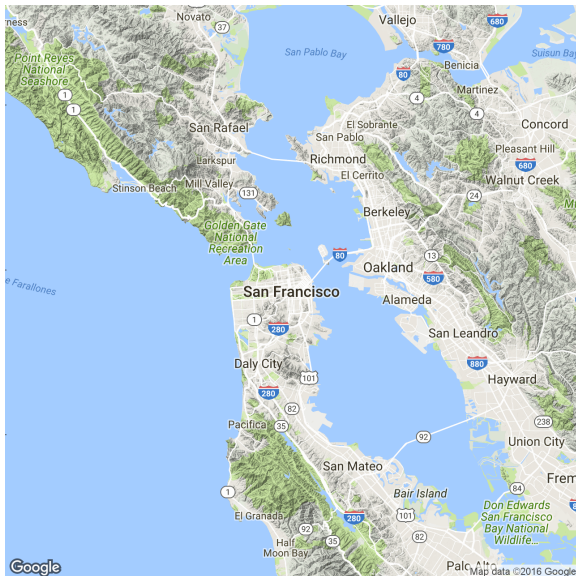 Novato
37
Vallejo
680
780
San Pablo Bay
Suisun Bay
Benicia
80
Martinez
Point Reyes
National
Seashore
1
1
4
4
San Rafael
El Sobrante
San Pablo
Concord
Pleasant Hill
Larkspur
Richmond
680
El Cerrito
Walnut Creek
Mill Valley
Stinson Beach
131
24
Berkeley
Golden Gate
National
Recreation
Area
80
13
Oakland
580
San Francisco
Alameda
1
280
San Leandro
880
Daly City
Hayward
101
280
82
Pacifica
35
238
92
Union City
San Mateo
84
1
Bair Island
Don Edwards
San Francisco
Bay National
Wildlife...
El Granada
280
101
92
35
82
Half
Moon Bay
Google
Map data ©2016 Google